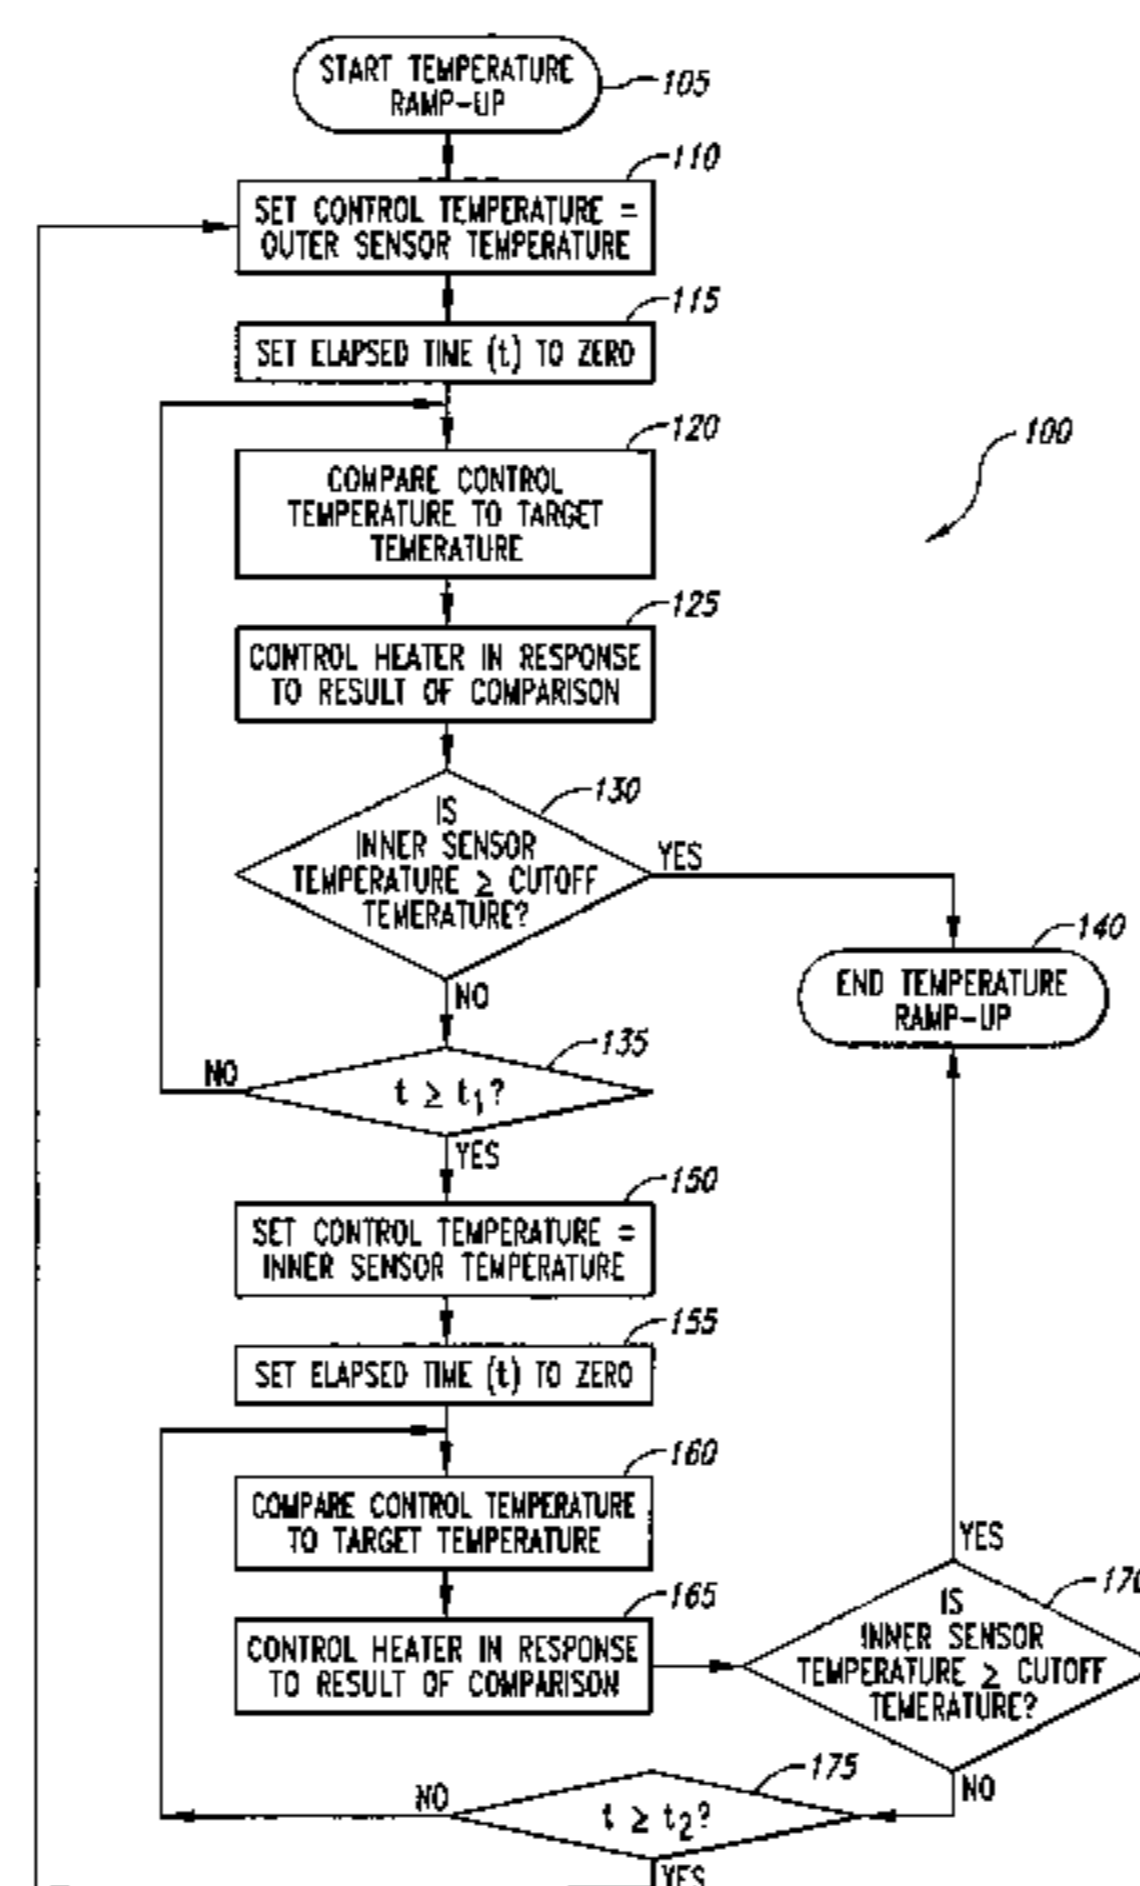 START TEMPERATURE
RAMP-UP
105
110
SET CONTROL TEMPERATURE =
OUTER SENSOR TEMPERATURE
115
SET ELAPSED TIME (t) TO ZERO
120
100
COMPARE CONTROL
TEMPERATURE TO TARGET
TEMERATURE
125
CONTROL HEATER IN RESPONSE
TO RESULT OF COMPARISON
130
IS
INNER SENSOR
TEMPERATURE ≥ CUTOFF
TEMERATURE?
YES
NO
140
END TEMPERATURE
RAMP-UP
135
NO
t ≥ t1?
YES
150
SET CONTROL TEMPERATURE =
INNER SENSOR TEMPERATURE
155
SET ELAPSED TIME (t) TO ZERO
160
COMPARE CONTROL TEMPERATURE
TO TARGET TEMPERATURE
165
CONTROL HEATER IN RESPONSE
TO RESULT OF COMPARISON
YES
170
IS
INNER SENSOR
TEMPERATURE ≥ CUTOFF
TEMERATURE?
NO
175
NO
t ≥ t2?
YES